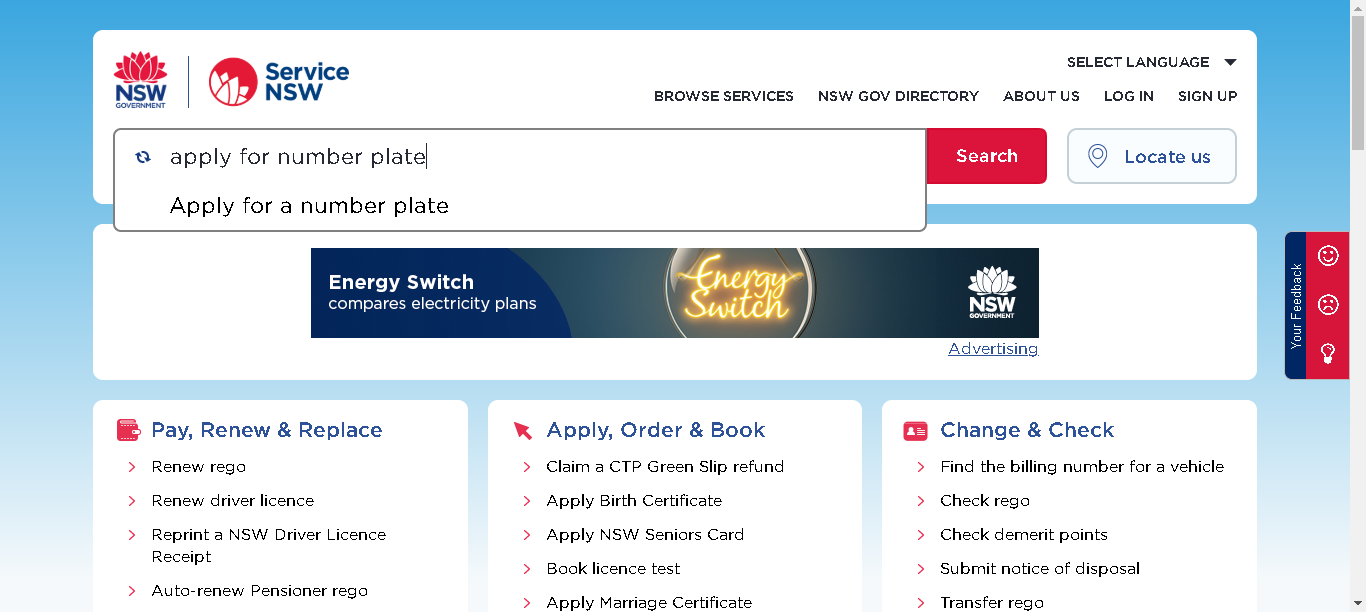 SELECT LANGUAGE
NSW
GOVERNMENT
Service
NSW
BROWSE SERVICES
NSW GOV DIRECTORY
ABOUT US
LOG IN
SIGN UP
apply for number plate
Search
Locate us
Apply for a number plate
Energy Switch
compares electricity plans
Energy
Switch
NSW
GOVERNMENT
Advertising
Your Feedback
Pay, Renew & Replace
Renew rego
Renew driver licence
Reprint a NSW Driver Licence
Receipt
Auto-renew Pensioner rego
Apply, Order & Book
Claim a CTP Green Slip refund
Apply Birth Certificate
Apply NSW Seniors Card
Book licence test
Apply Marriage Certificate
Change & Check
Find the billing number for a vehicle
Check rego
Check demerit points
Submit notice of disposal
Transfer rego